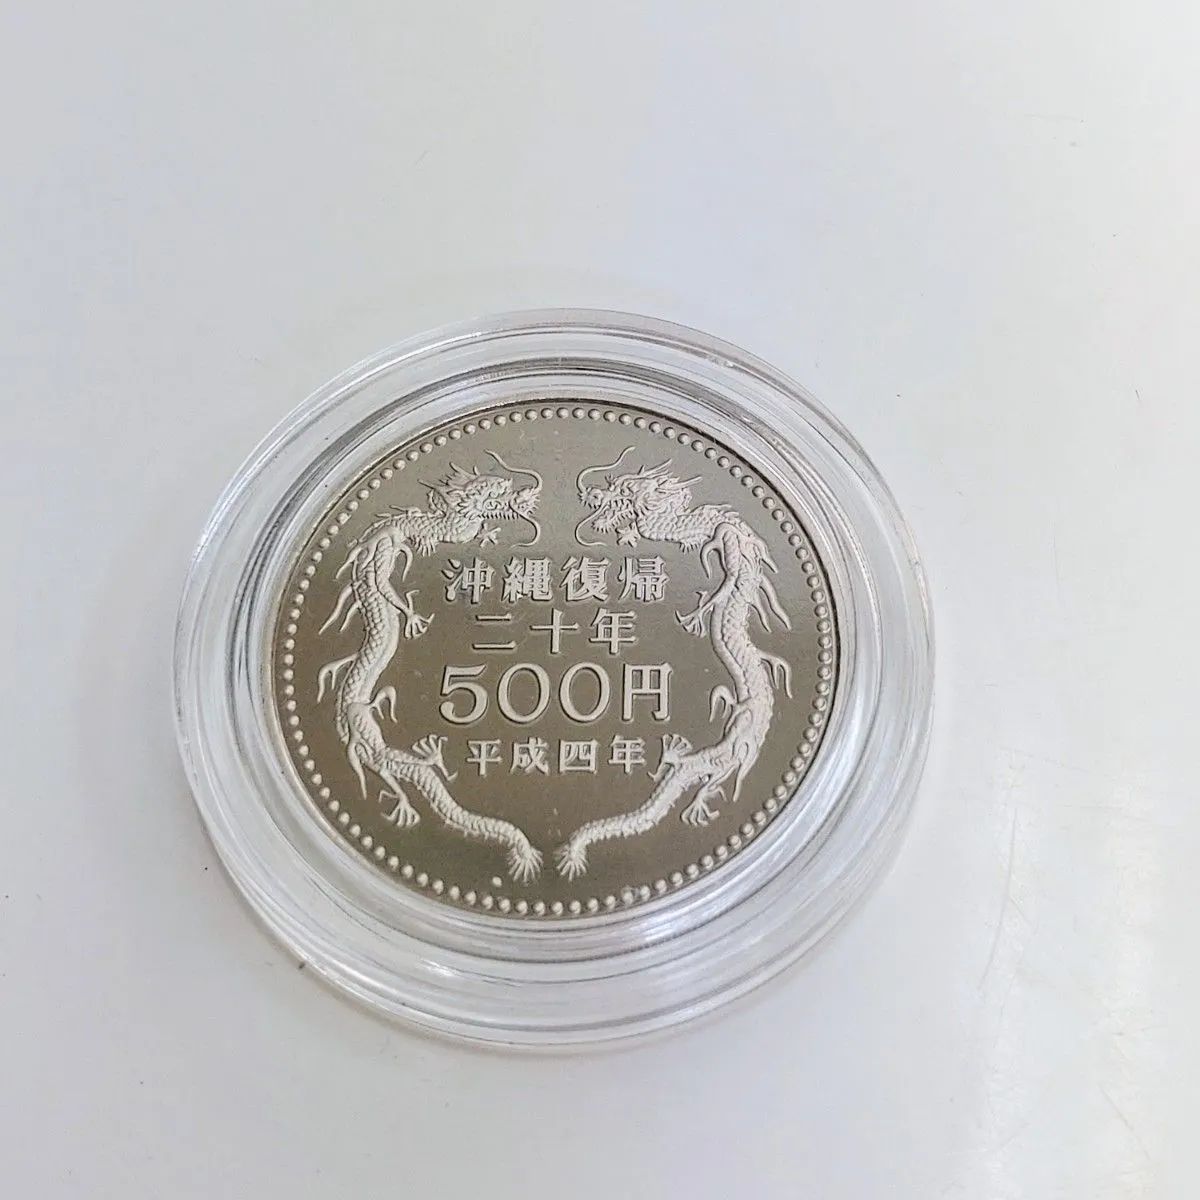 沖縄復帰
二十年
500円
平成四年